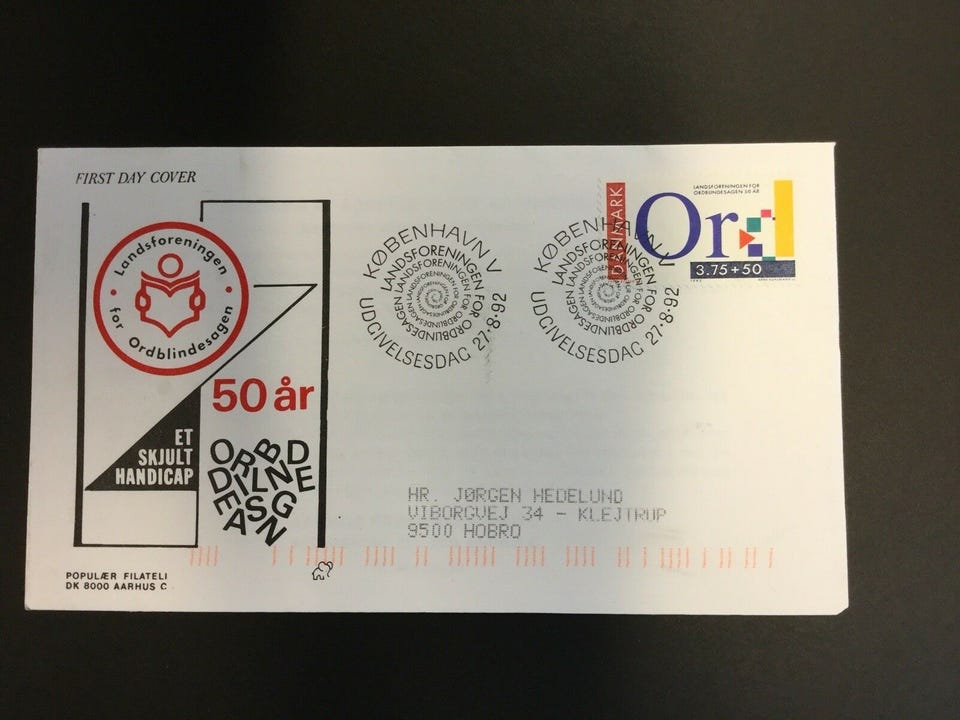 FIRST DAY COVER
Landsforeningen
for Ordblindesagen
50 år
ET
SKJULT
HANDICAP
ORDBLINDESAGEN
POPULÆR FILATELI
DK 8000 AARHUS C
KØBENHAVN V
LANDSFORENINGEN FOR ORDBLINDESAGEN
UDGIVELSESDAG 27.8.92
KØBENHAVN V
LANDSFORENINGEN FOR ORDBLINDESAGEN
UDGIVELSESDAG 27.8.92
DANMARK
LANDSFORENINGEN FOR
ORDBLINDESAGEN 50 ÅR
Ord
3.75+50
HR. JØRGEN HEDELUND
VIBORGVEJ 34 - KLEJTRUP
9500 HOBRO